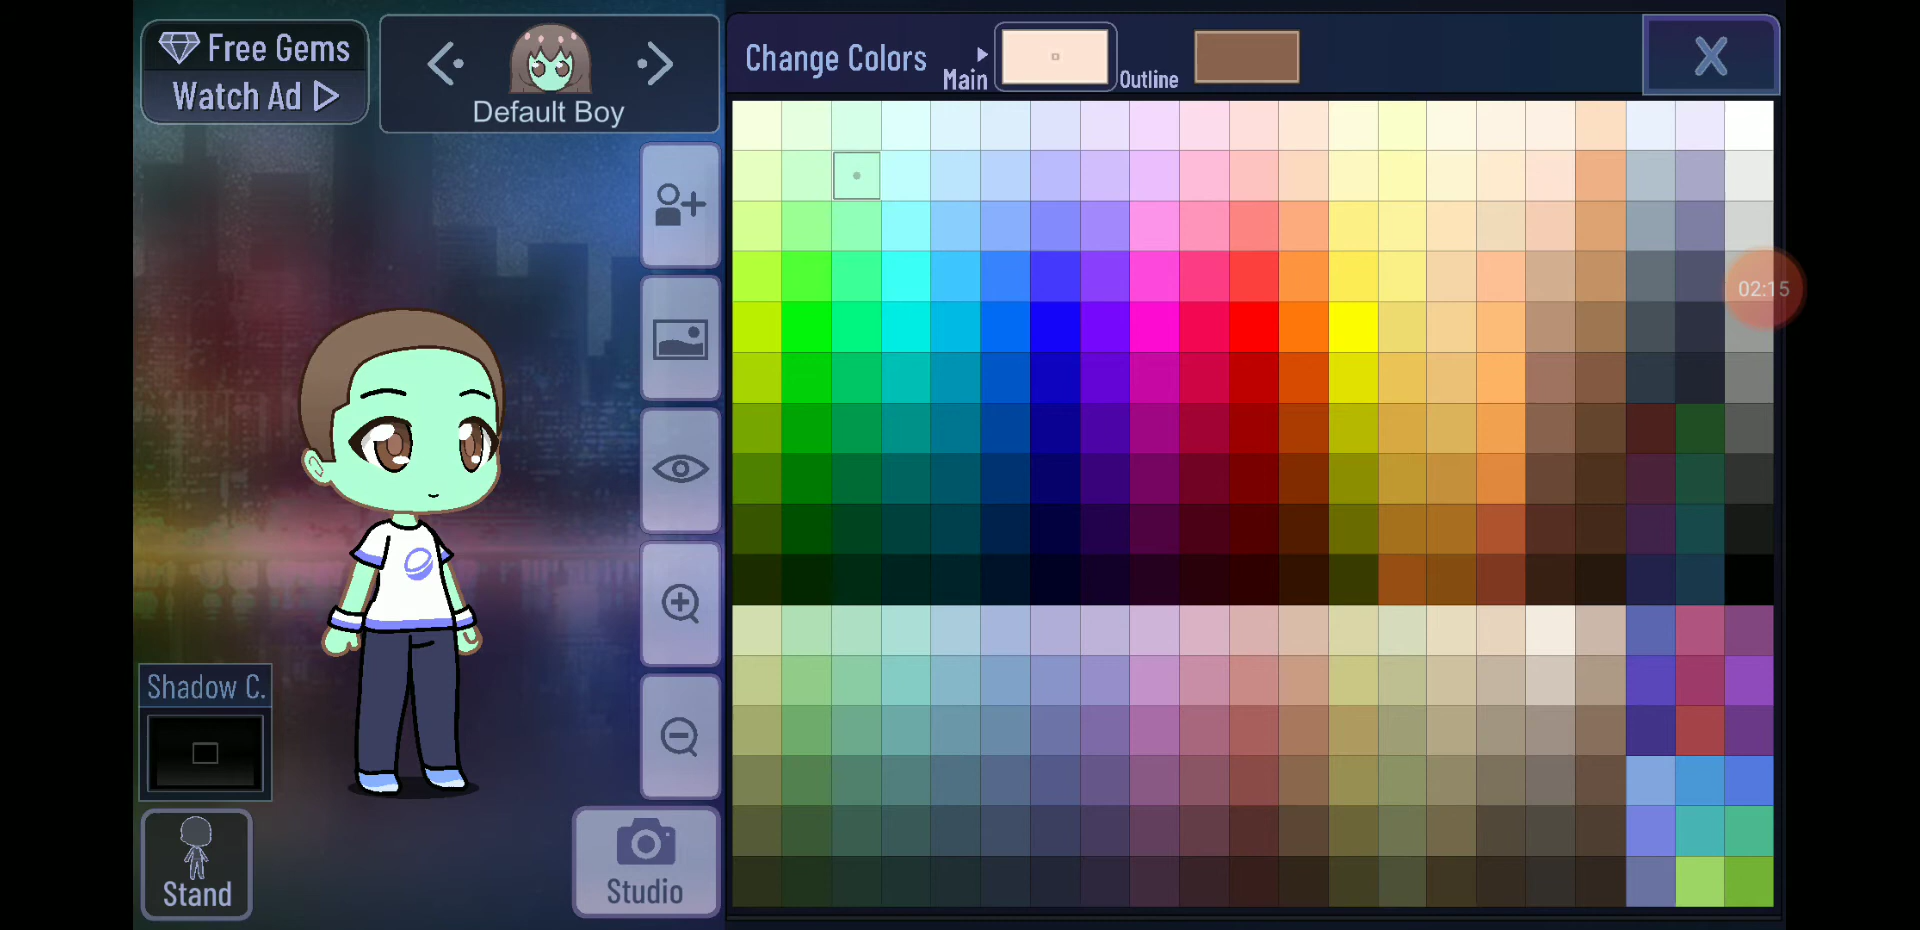 Free Gems
Watch Ad
Default Boy
Change Colors
Main
Outline
X
02:15
Shadow C.
Stand
Studio